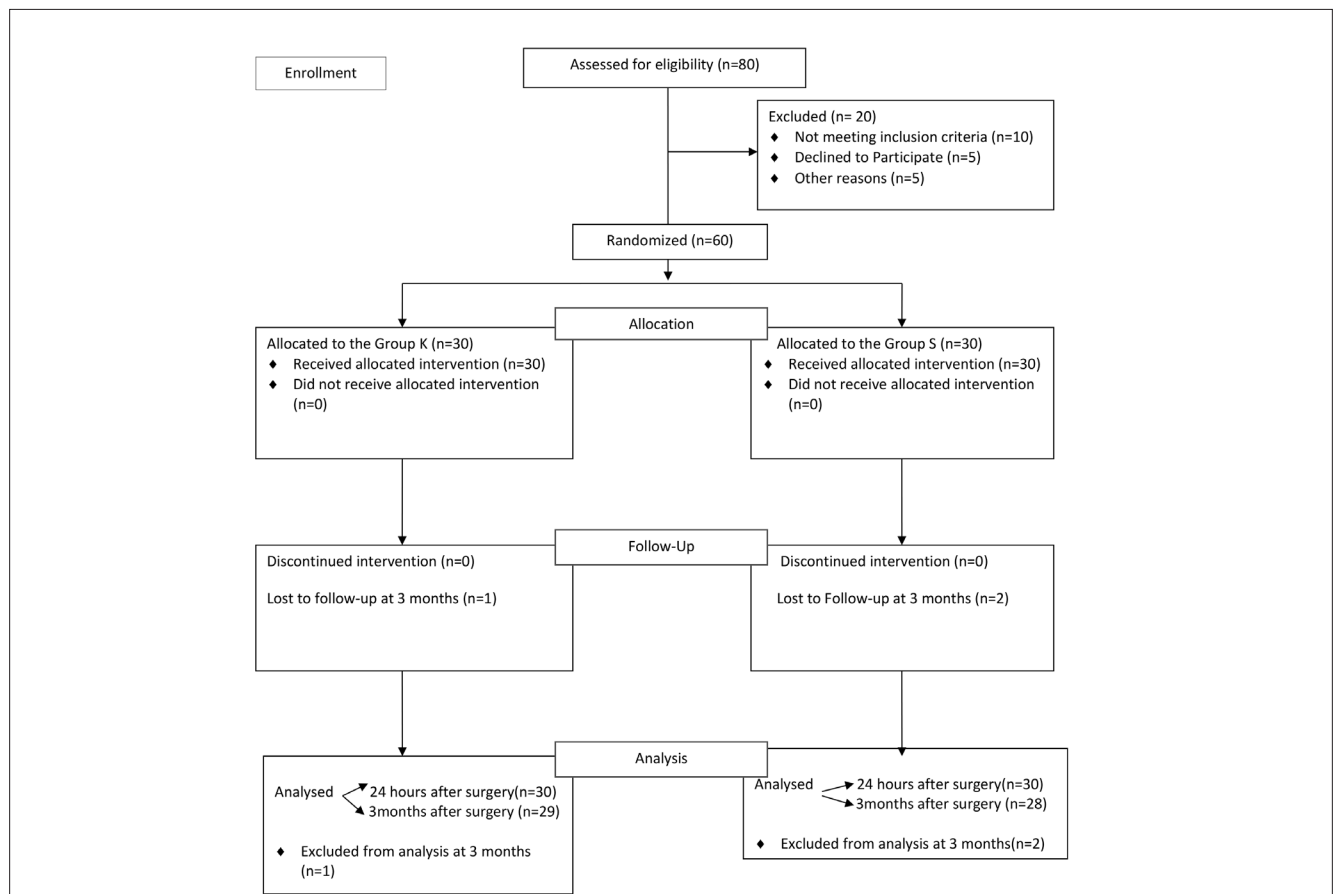 Enrollment
Assessed for eligibility (n=80)
Excluded (n= 20)
♦ Not meeting inclusion criteria (n=10)
♦ Declined to Participate (n=5)
♦ Other reasons (n=5)
Randomized (n=60)
Allocation
Allocated to the Group K (n=30)
♦ Received allocated intervention (n=30)
♦ Did not receive allocated intervention
(n=0)
Allocated to the Group S (n=30)
♦ Received allocated intervention (n=30)
♦ Did not receive allocated intervention
(n=0)
Follow-Up
Discontinued intervention (n=0)
Lost to follow-up at 3 months (n=1)
Discontinued intervention (n=0)
Lost to Follow-up at 3 months (n=2)
Analysis
Analysed
24 hours after surgery(n=30)
3months after surgery (n=29)
♦ Excluded from analysis at 3 months
(n=1)
Analysed
24 hours after surgery(n=30)
3months after surgery (n=28)
♦ Excluded from analysis at 3 months(n=2)